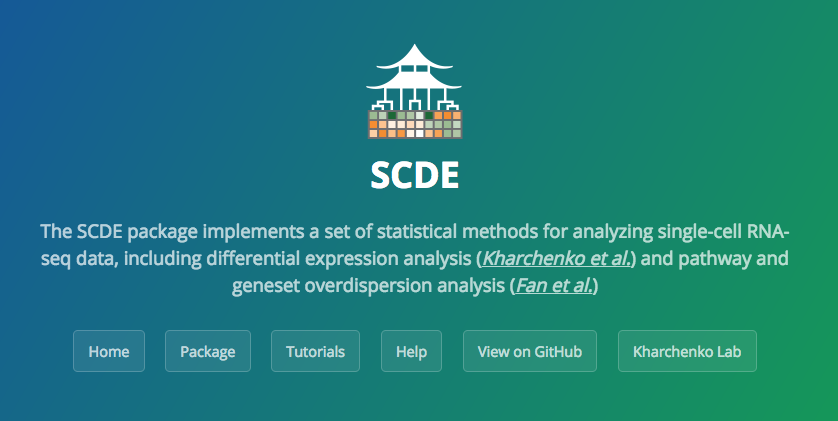 SCDE
The SCDE package implements a set of statistical methods for analyzing single-cell RNA-
seq data, including differential expression analysis (Kharchenko et al.) and pathway and
geneset overdispersion analysis (Fan et al.)
Home Package Tutorials Help View on GitHub Kharchenko Lab